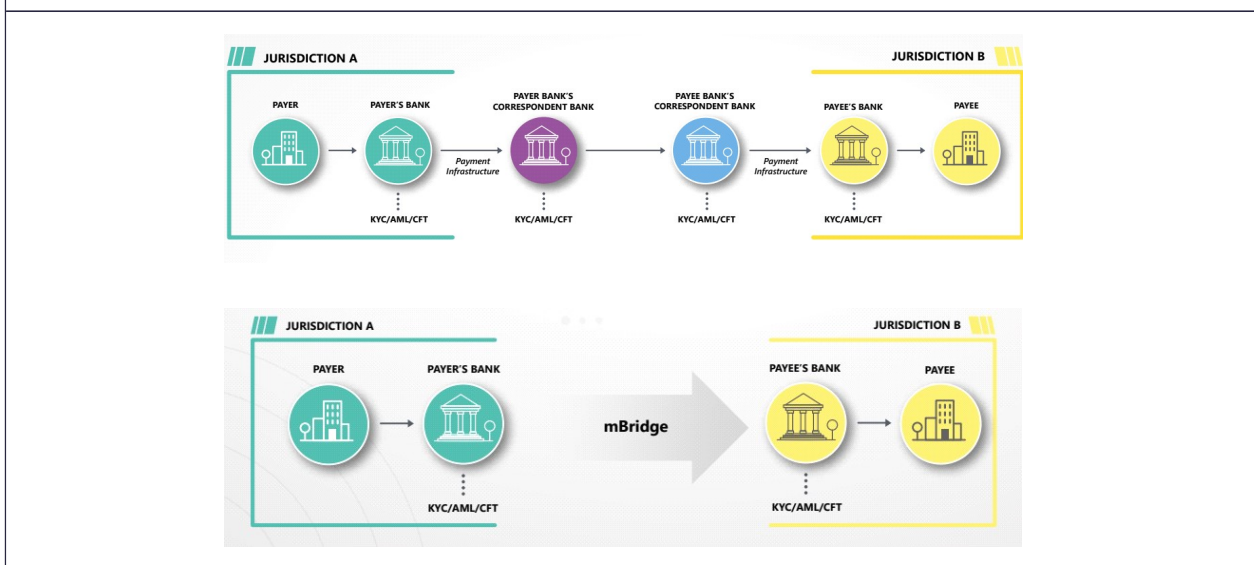 JURISDICTION A
JURISDICTION B
PAYER
PAYER'S BANK
PAYER BANK'S
CORRESPONDENT BANK
PAYEE BANK'S
CORRESPONDENT BANK
PAYEE'S BANK
PAYEE
Payment
Infrastructure
Payment
Infrastructure
KYC/AML/CFT
KYC/AML/CFT
KYC/AML/CFT
KYC/AML/CFT
JURISDICTION A
JURISDICTION B
PAYER
PAYER'S BANK
PAYEE'S BANK
PAYEE
mBridge
KYC/AML/CFT
KYC/AML/CFT